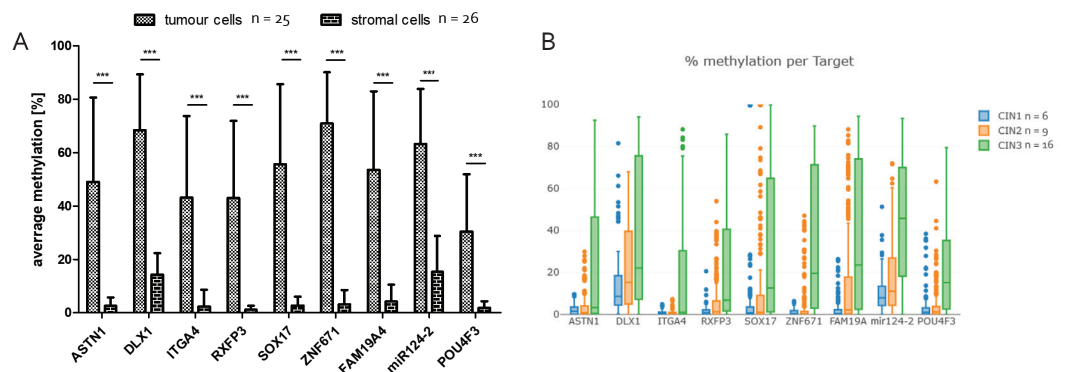 tumour cells n = 25 stromal cells n = 26
A
***
***
***
***
***
***
***
***
***
100
80
60
40
20
0
averrage methylation [%]
ASTN1 DLX1 ITGA4 RXFP3 SOX17 ZNF671 FAM19A4 miR124-2 POU4F3
B
% methylation per Target
100
80
60
40
20
0
ASTN1 DLX1 ITGA4 RXFP3 SOX17 ZNF671 FAM19A mir124-2 POU4F3
CIN1 n = 6
CIN2 n = 9
CIN3 n = 16